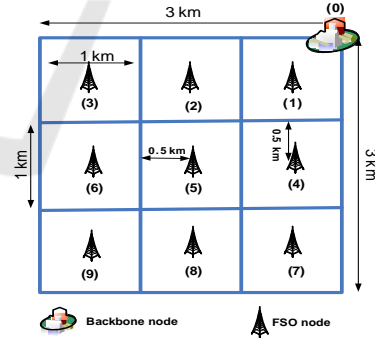 3 km
(0)
1 km
(3)
(2)
(1)
1 km
0.5 km
0.5 km
3 km
(6)
(5)
(4)
(9)
(8)
(7)
Backbone node
FSO node